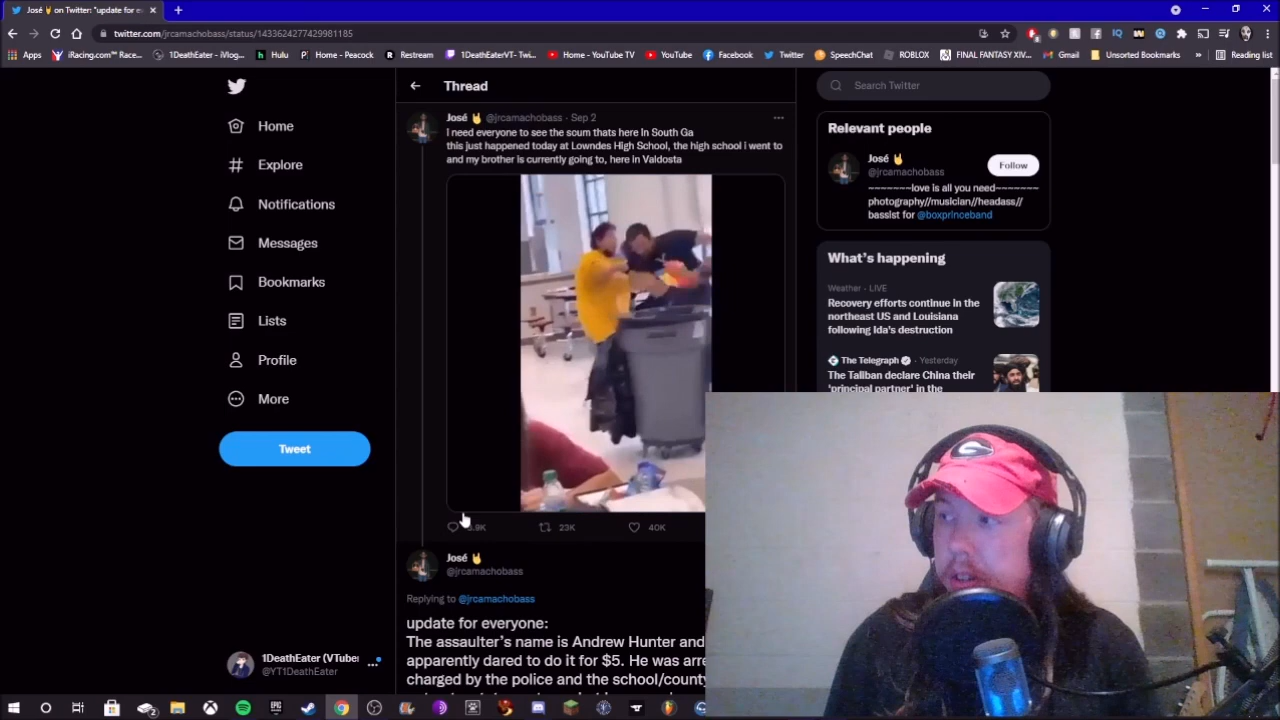 José on Twitter: "update for e
twitter.com/jrcamachobass/status/1433624277429981185
Apps iRacing.com™ Race... 1DeathEater - iVlog... Hulu Home - Peacock Restream 1DeathEaterVT - Twi... Home - YouTube TV YouTube Facebook Twitter SpeechChat ROBLOX FINAL FANTASY XIV... Gmail Unsorted Bookmarks » Reading list
Home
Explore
Notifications
Messages
Bookmarks
Lists
Profile
More
Tweet
1DeathEater (VTuber
@YT1DeathEater
Thread
José 🤘 @jrcamachobass · Sep 2
I need everyone to see the scum thats here in South Ga
this just happened today at Lowndes High School, the high school i went to
and my brother is currently going to, here in Valdosta
23K 40K
José 🤘
@jrcamachobass
Replying to @jrcamachobass
update for everyone:
The assaulter's name is Andrew Hunter and
apparently dared to do it for $5. He was arre
charged by the police and the school/county
Search Twitter
Relevant people
José 🤘
@jrcamachobass
Follow
~~~~~~~love is all you need~~~~~~~
photography//musician//headass//
bassist for @boxprinceband
What's happening
Weather · LIVE
Recovery efforts continue in the
northeast US and Louisiana
following Ida's destruction
The Telegraph · Yesterday
The Taliban declare China their
'principal partner' in the